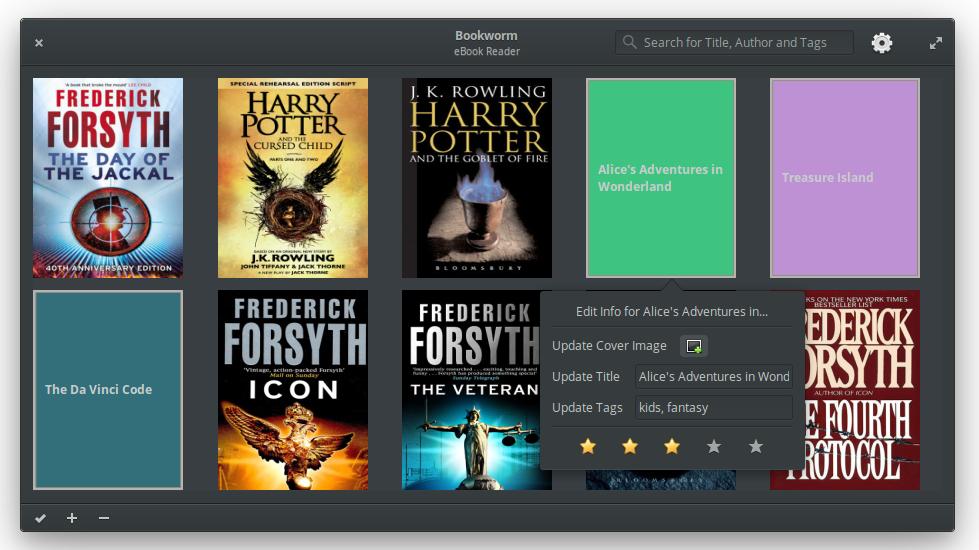 Bookworm
eBook Reader
Search for Title, Author and Tags
'A book that broke the mould' LEE CHILD
FREDERICK
FORSYTH
THE DAY OF
THE JACKAL
40TH ANNIVERSARY EDITION
SPECIAL REHEARSAL EDITION SCRIPT
HARRY
POTTER
AND THE
CURSED CHILD
PARTS ONE AND TWO
BASED ON AN ORIGINAL NEW STORY BY
J.K. ROWLING
JOHN TIFFANY & JACK THORNE
A NEW PLAY BY JACK THORNE
J. K. ROWLING
HARRY
POTTER
AND THE GOBLET OF FIRE
BLOOMSBURY
Alice's Adventures in
Wonderland
Treasure Island
The Da Vinci Code
FREDERICK
FORSYTH
'Vintage, action-packed Forsyth'
Mail on Sunday
ICON
FREDERICK
FORSYTH
'Impressively researched . . . exciting, touching and
funny . . . Forsyth has produced something special'
Sunday Telegraph
THE VETERAN
Edit Info for Alice's Adventures in...
Update Cover Image
Update Title
Alice's Adventures in Wond
Update Tags
kids, fantasy
KS ON THE NEW YORK TIMES
BESTSELLER LIST
EDERICK
ORSYTH
AUTHOR OF ICON
E FOURTH
ROTOCOL